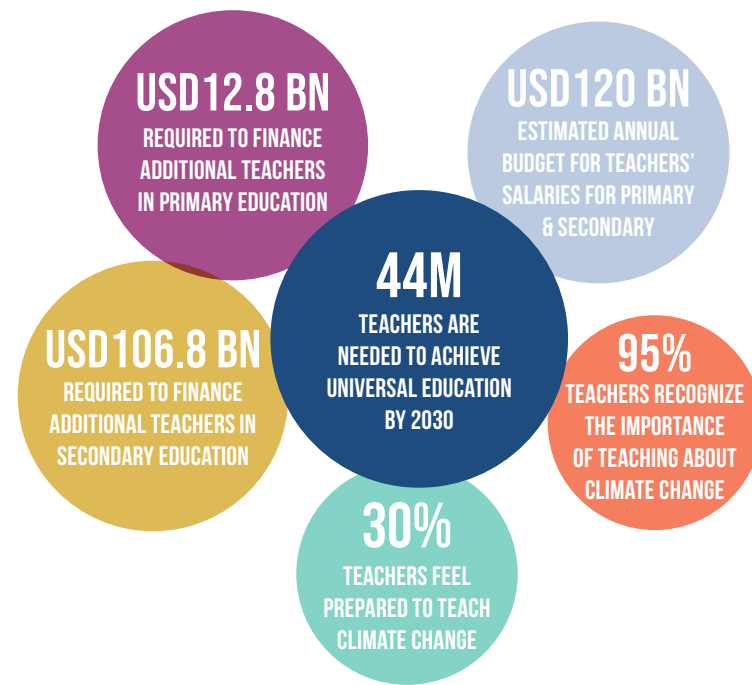 USD12.8 BN
REQUIRED TO FINANCE
ADDITIONAL TEACHERS
IN PRIMARY EDUCATION
USD120 BN
ESTIMATED ANNUAL
BUDGET FOR TEACHERS'
SALARIES FOR PRIMARY
& SECONDARY
44M
TEACHERS ARE
NEEDED TO ACHIEVE
UNIVERSAL EDUCATION
BY 2030
USD106.8 BN
REQUIRED TO FINANCE
ADDITIONAL TEACHERS IN
SECONDARY EDUCATION
95%
TEACHERS RECOGNIZE
THE IMPORTANCE
OF TEACHING ABOUT
CLIMATE CHANGE
30%
TEACHERS FEEL
PREPARED TO TEACH
CLIMATE CHANGE